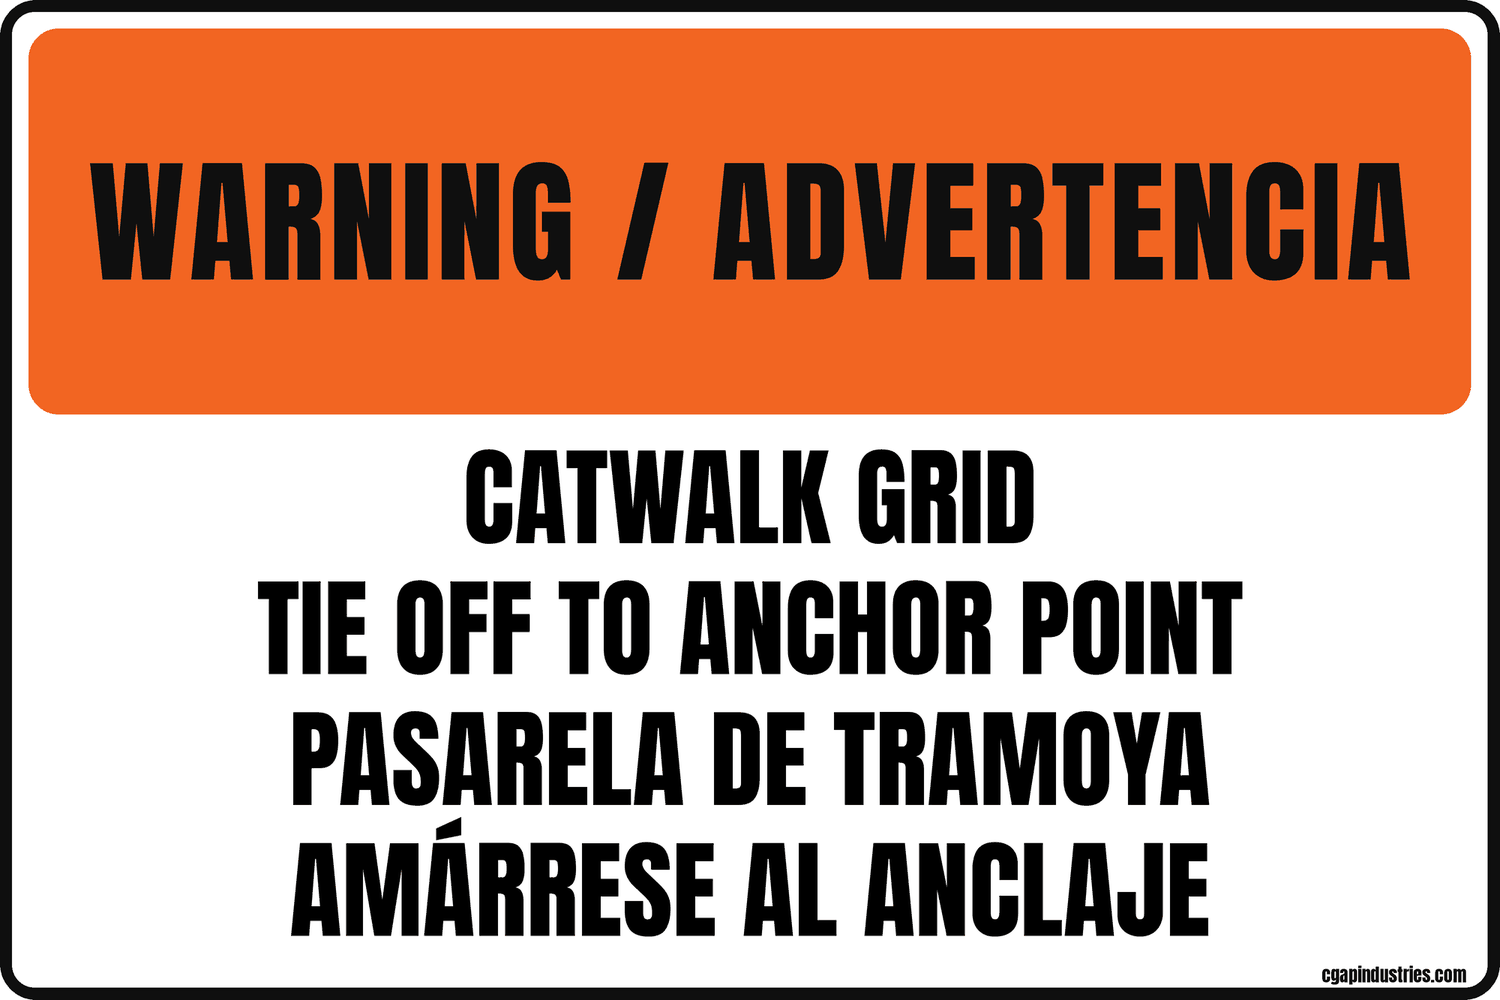 WARNING / ADVERTENCIA
CATWALK GRID
TIE OFF TO ANCHOR POINT
PASARELA DE TRAMOYA
AMÁRRESE AL ANCLAJE
cgapindustries.com